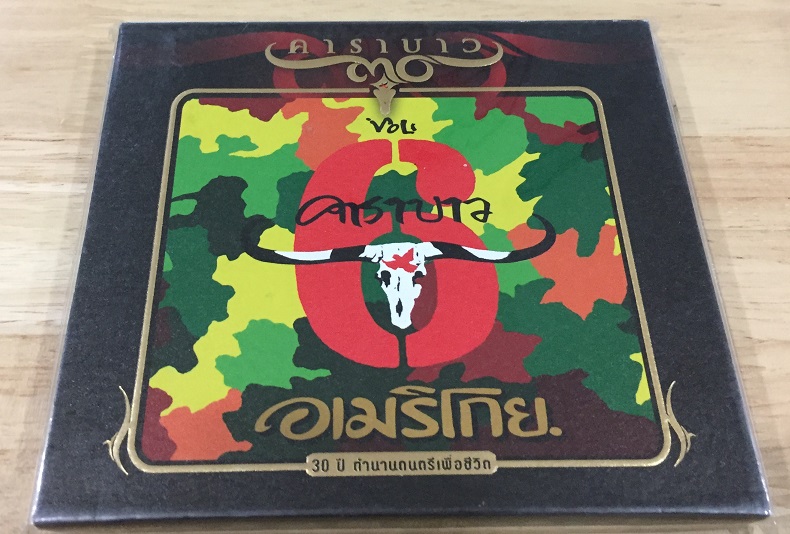 คาราบาว
๓๐
VOL
6
คาราบาว
อเมริโกย.
30 ปี ตำนานดนตรีเพื่อชีวิต